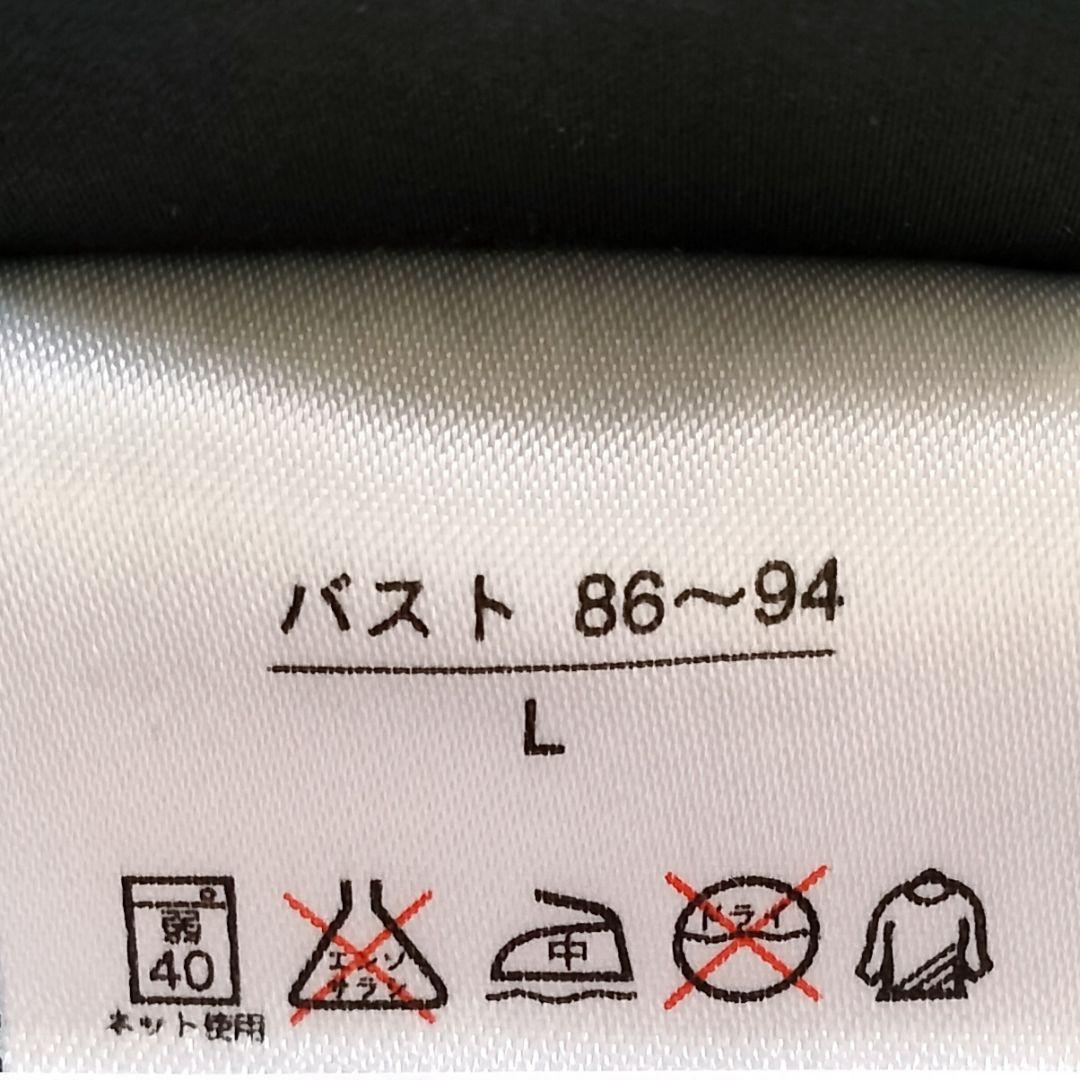 バスト 86〜94
L
弱
40
ネット使用
エンソ
サラシ
中
ドライ